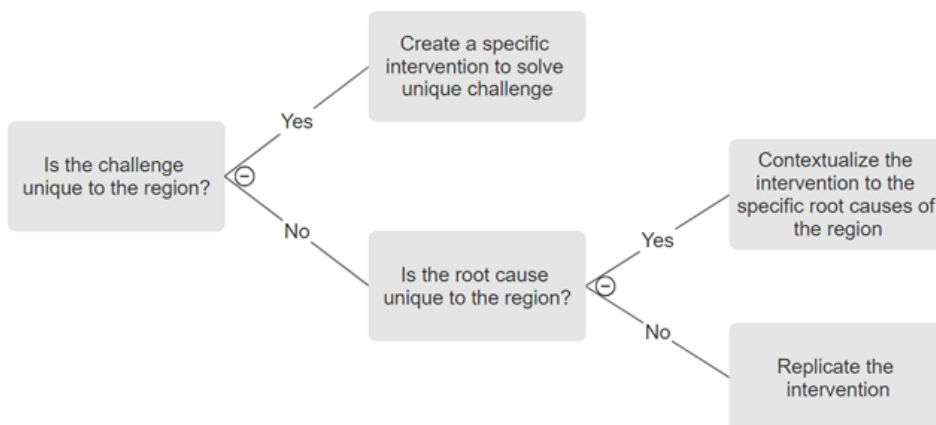 Is the challenge
unique to the region?
Yes
Create a specific
intervention to solve
unique challenge
No
Is the root cause
unique to the region?
Yes
Contextualize the
intervention to the
specific root causes of
the region
No
Replicate the
intervention